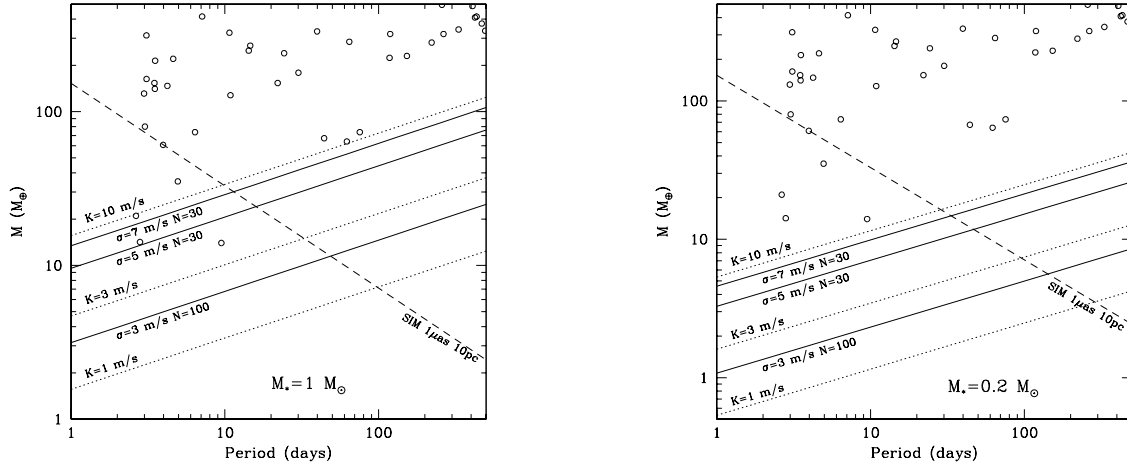 M (M⊕)
100
10
1
K=10 m/s
σ=7 m/s N=30
σ=5 m/s N=30
K=3 m/s
σ=3 m/s N=100
K=1 m/s
SIM 1μas 10pc
M⋆=1 M⊙
1
10
100
Period (days)
M (M⊕)
100
10
1
K=10 m/s
σ=7 m/s N=30
σ=5 m/s N=30
K=3 m/s
σ=3 m/s N=100
K=1 m/s
SIM 1μas 10pc
M⋆=0.2 M⊙
1
10
100
Period (days)